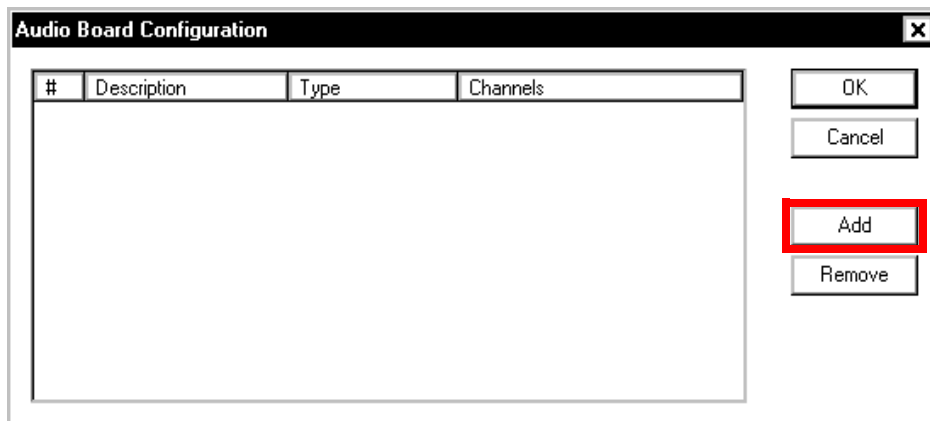 Audio Board Configuration
# Description Type Channels
OK
Cancel
Add
Remove